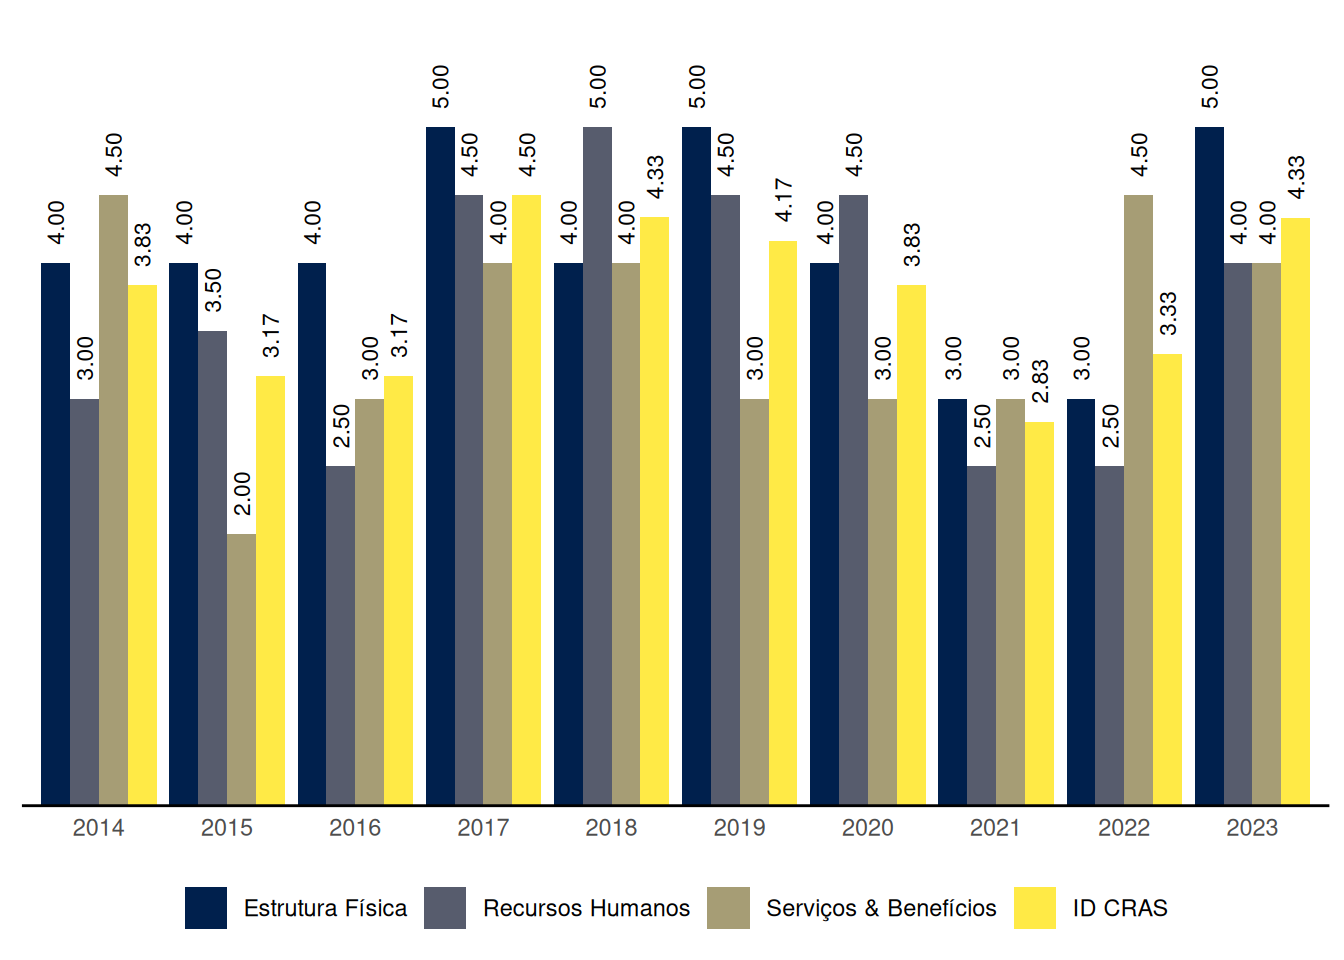 4.00 3.00 4.50 3.83
4.00 3.50 2.00 3.17
4.00 2.50 3.00 3.17
5.00 4.50 4.00 4.50
4.00 5.00 4.00 4.33
5.00 4.50 3.00 4.17
4.00 4.50 3.00 3.83
3.00 2.50 3.00 2.83
3.00 2.50 4.50 3.33
5.00 4.00 4.00 4.33
2014 2015 2016 2017 2018 2019 2020 2021 2022 2023
Estrutura Física Recursos Humanos Serviços & Benefícios ID CRAS